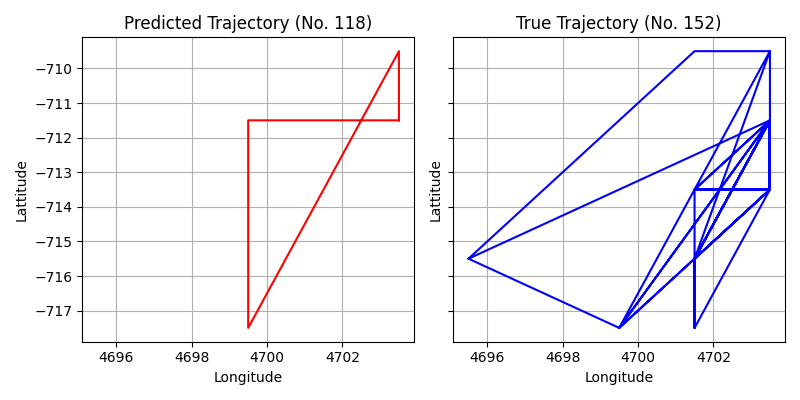 Predicted Trajectory (No. 118)
−710
−711
−712
−713
−714
−715
−716
−717
Lattitude
4696 4698 4700 4702
Longitude
True Trajectory (No. 152)
Lattitude
4696 4698 4700 4702
Longitude